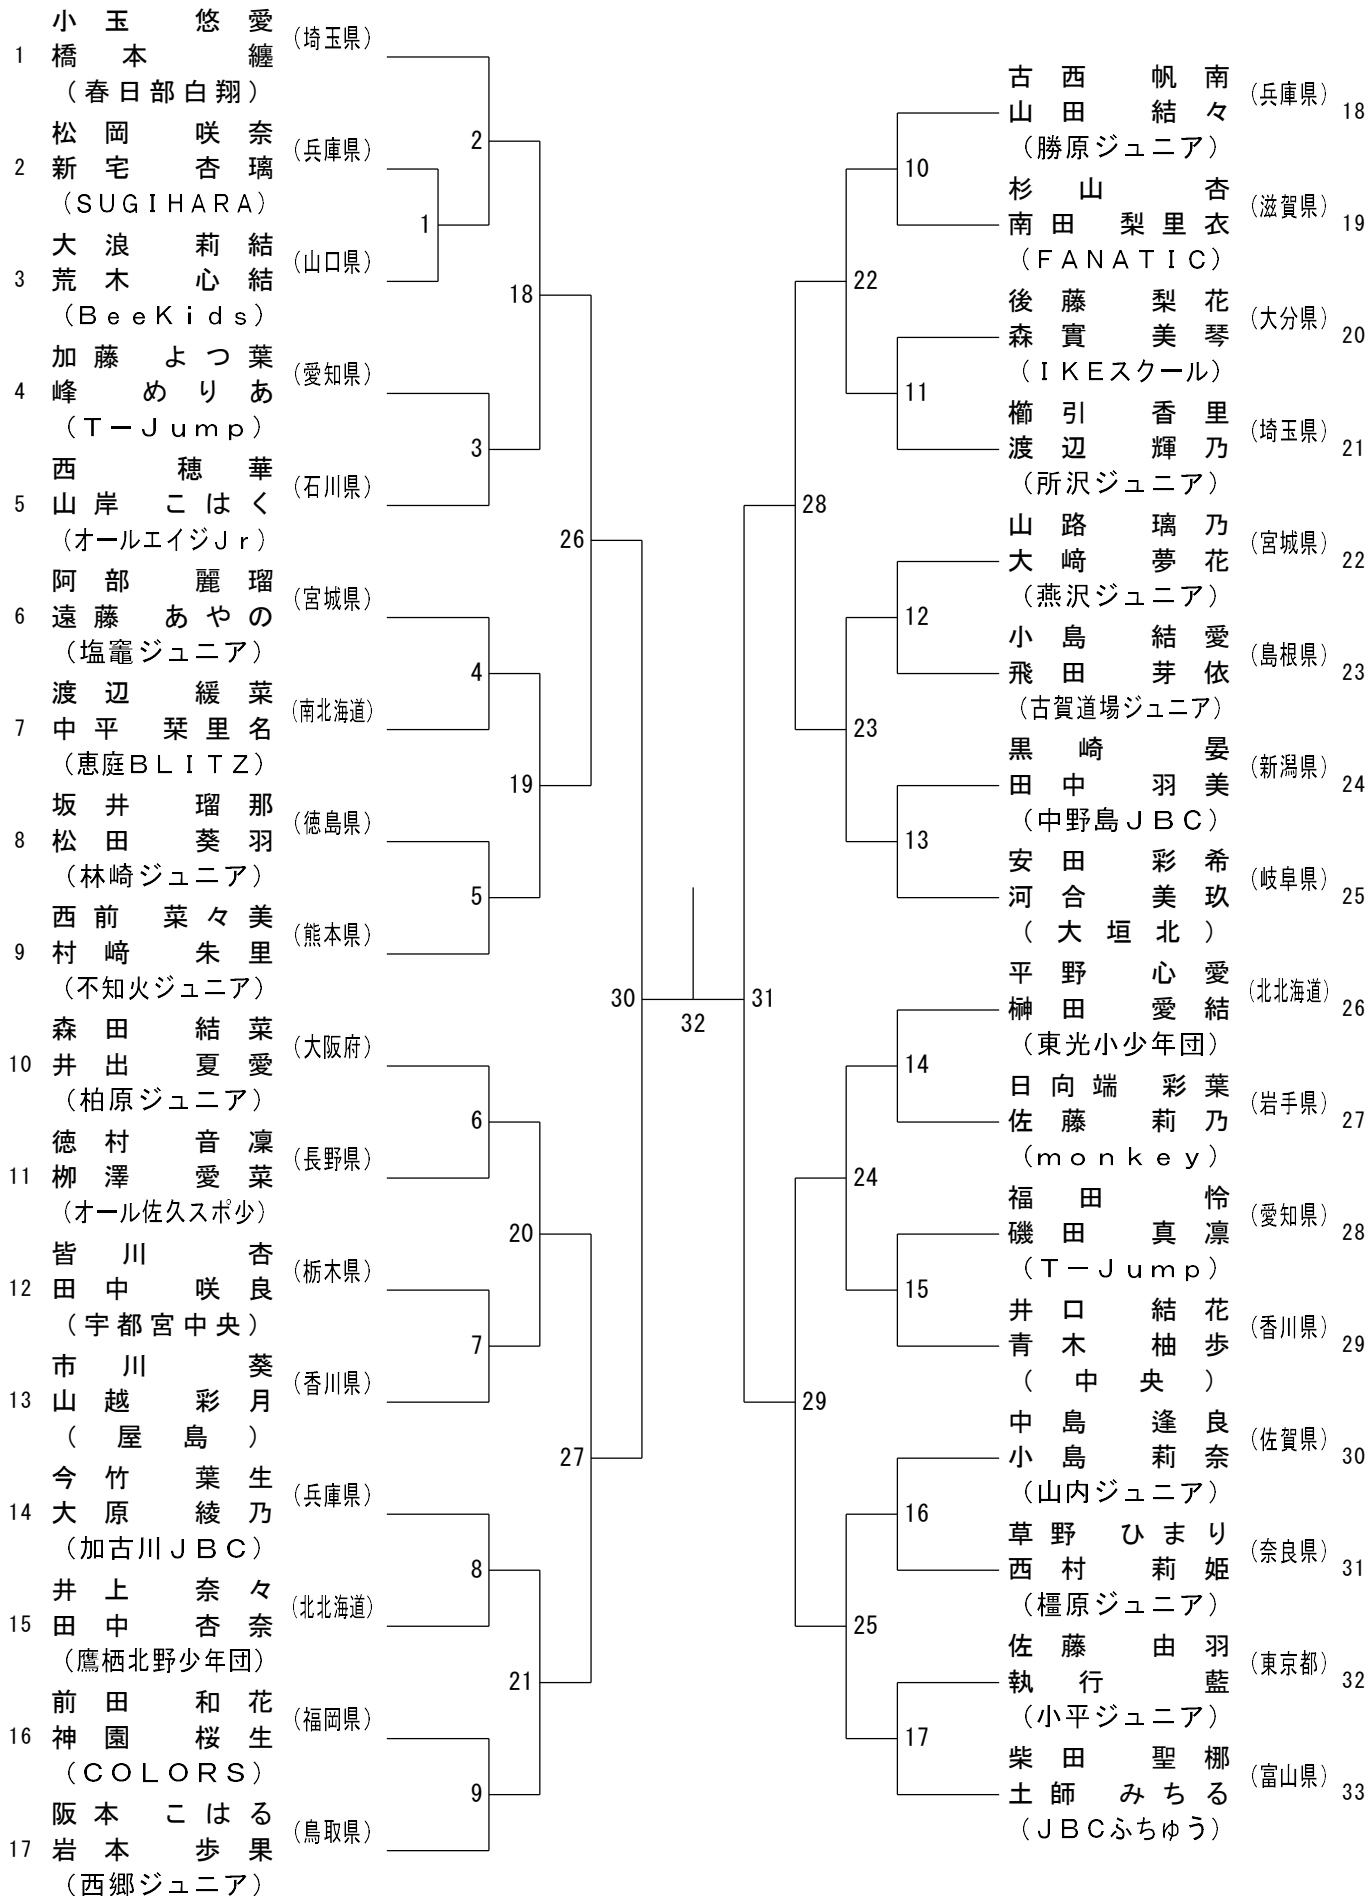 小玉 悠愛
1 橋本 纏 (埼玉県)
(春日部白翔)
松岡 咲奈
2 新宅 杏璃 (兵庫県)
(SUGIHARA)
大浪 莉結
3 荒木 心結 (山口県)
(BeeKids)
加藤 よつ葉
4 峰 めりあ (愛知県)
(T－Jump)
西 穂華
5 山岸 こはく (石川県)
(オールエイジJr)
阿部 麗瑠
6 遠藤 あやの (宮城県)
(塩竈ジュニア)
渡辺 緩菜
7 中平 栞里名 (南北海道)
(恵庭BLITZ)
坂井 瑠那
8 松田 葵羽 (徳島県)
(林崎ジュニア)
西前 菜々美
9 村﨑 朱里 (熊本県)
(不知火ジュニア)
森田 結菜
10 井出 夏愛 (大阪府)
(柏原ジュニア)
徳村 音凜
11 栁澤 愛菜 (長野県)
(オール佐久スポ少)
皆川 杏
12 田中 咲良 (栃木県)
(宇都宮中央)
市川 葵
13 山越 彩月 (香川県)
(屋島)
今竹 葉生
14 大原 綾乃 (兵庫県)
(加古川JBC)
井上 奈々
15 田中 杏奈 (北北海道)
(鷹栖北野少年団)
前田 和花
16 神園 桜生 (福岡県)
(COLORS)
阪本 こはる
17 岩本 歩果 (鳥取県)
(西郷ジュニア)
1
2
3
4
5
6
7
8
9
18
19
20
21
26
27
30
32
31
28
29
22
23
24
25
10
11
12
13
14
15
16
17
古西 帆南
山田 結々 (兵庫県) 18
(勝原ジュニア)
杉山 杏
南田 梨里衣 (滋賀県) 19
(FANATIC)
後藤 梨花
森實 美琴 (大分県) 20
(IKEスクール)
櫛引 香里
渡辺 輝乃 (埼玉県) 21
(所沢ジュニア)
山路 璃乃
大﨑 夢花 (宮城県) 22
(燕沢ジュニア)
小島 結愛
飛田 芽依 (島根県) 23
(古賀道場ジュニア)
黒崎 晏
田中 羽美 (新潟県) 24
(中野島JBC)
安田 彩希
河合 美玖 (岐阜県) 25
(大垣北)
平野 心愛
榊田 愛結 (北北海道) 26
(東光小少年団)
日向端 彩葉
佐藤 莉乃 (岩手県) 27
(monkey)
福田 怜
磯田 真凛 (愛知県) 28
(T－Jump)
井口 結花
青木 柚歩 (香川県) 29
(中央)
中島 逢良
小島 莉奈 (佐賀県) 30
(山内ジュニア)
草野 ひまり
西村 莉姫 (奈良県) 31
(橿原ジュニア)
佐藤 由羽
執行 藍 (東京都) 32
(小平ジュニア)
柴田 聖梛
土師 みちる (富山県) 33
(JBCふちゅう)